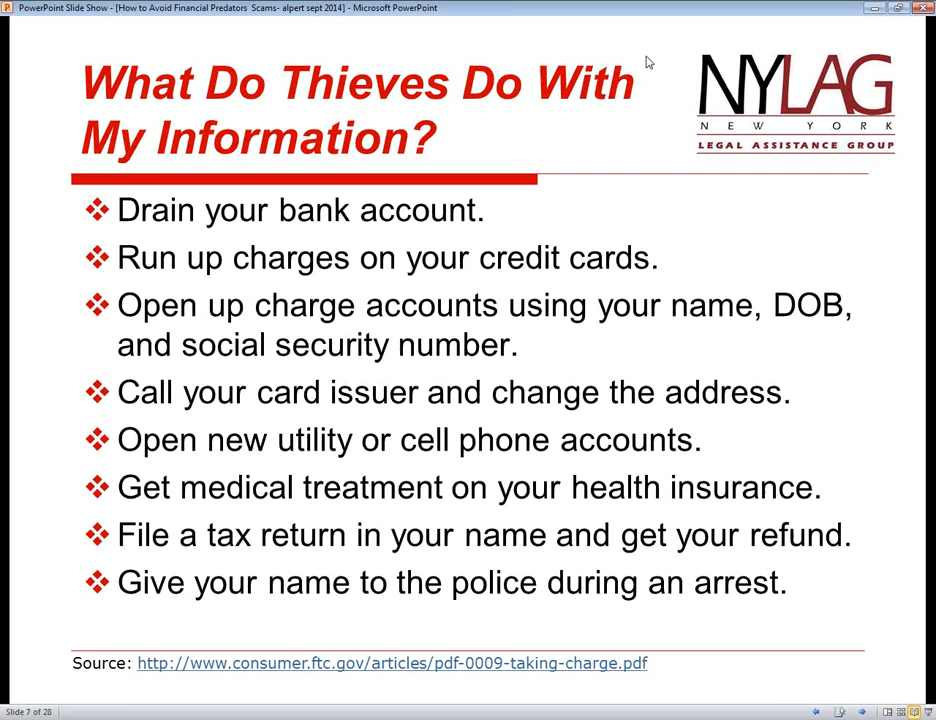 PowerPoint Slide Show - [How to Avoid Financial Predators Scams- alpert sept 2014] - Microsoft PowerPoint
What Do Thieves Do With
My Information?
NYLAG
NEW YORK
LEGAL ASSISTANCE GROUP
Drain your bank account.
Run up charges on your credit cards.
Open up charge accounts using your name, DOB,
and social security number.
Call your card issuer and change the address.
Open new utility or cell phone accounts.
Get medical treatment on your health insurance.
File a tax return in your name and get your refund.
Give your name to the police during an arrest.
Source: http://www.consumer.ftc.gov/articles/pdf-0009-taking-charge.pdf
Slide 7 of 28